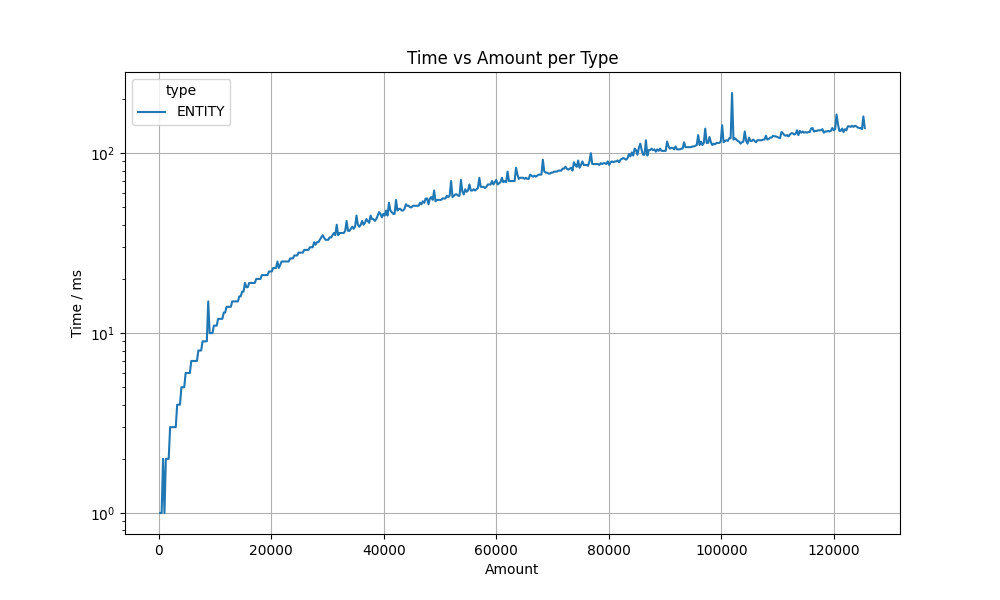 Time vs Amount per Type
type
ENTITY
Time / ms
10²
10¹
10⁰
0 20000 40000 60000 80000 100000 120000
Amount